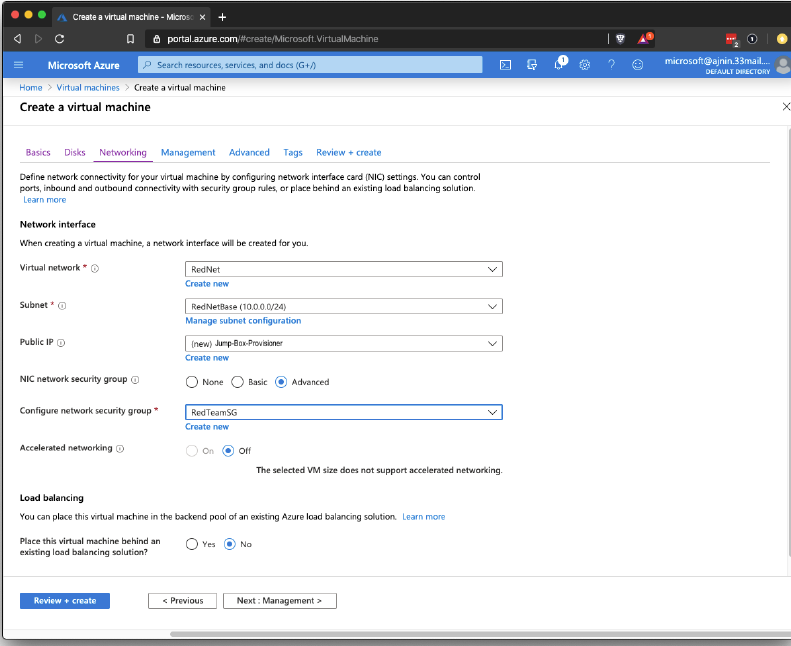 Create a virtual machine - Micros
portal.azure.com/#create/Microsoft.VirtualMachine
Microsoft Azure
Search resources, services, and docs (G+/)
1
microsoft@ajnin.33mail....
DEFAULT DIRECTORY
Home > Virtual machines > Create a virtual machine
Create a virtual machine
Basics Disks Networking Management Advanced Tags Review + create
Define network connectivity for your virtual machine by configuring network interface card (NIC) settings. You can control
ports, inbound and outbound connectivity with security group rules, or place behind an existing load balancing solution.
Learn more
Network interface
When creating a virtual machine, a network interface will be created for you.
Virtual network *
RedNet
Create new
Subnet *
RedNetBase (10.0.0.0/24)
Manage subnet configuration
Public IP
(new) Jump-Box-Provisioner
Create new
NIC network security group
None Basic Advanced
Configure network security group *
RedTeamSG
Create new
Accelerated networking
On Off
The selected VM size does not support accelerated networking.
Load balancing
You can place this virtual machine in the backend pool of an existing Azure load balancing solution. Learn more
Place this virtual machine behind an
existing load balancing solution?
Yes No
Review + create
< Previous
Next : Management >